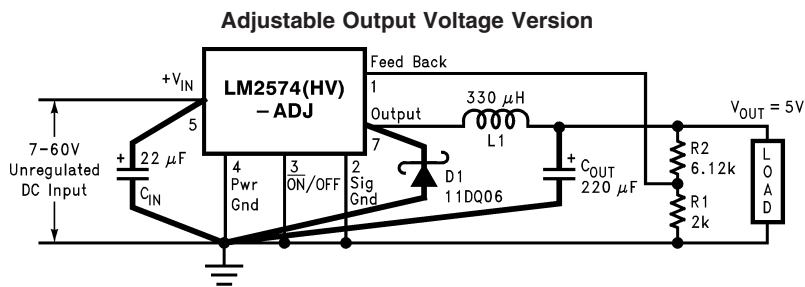 Adjustable Output Voltage Version
Feed Back
1
+VIN
LM2574(HV)
-ADJ
5
Output
7
330 μH
L1
VOUT = 5V
7-60V
Unregulated
DC Input
+
22 μF
CIN
4
Pwr
Gnd
3
ON/OFF
2
Sig
Gnd
D1
11DQ06
+
COUT
220 μF
R2
6.12k
R1
2k
LOAD